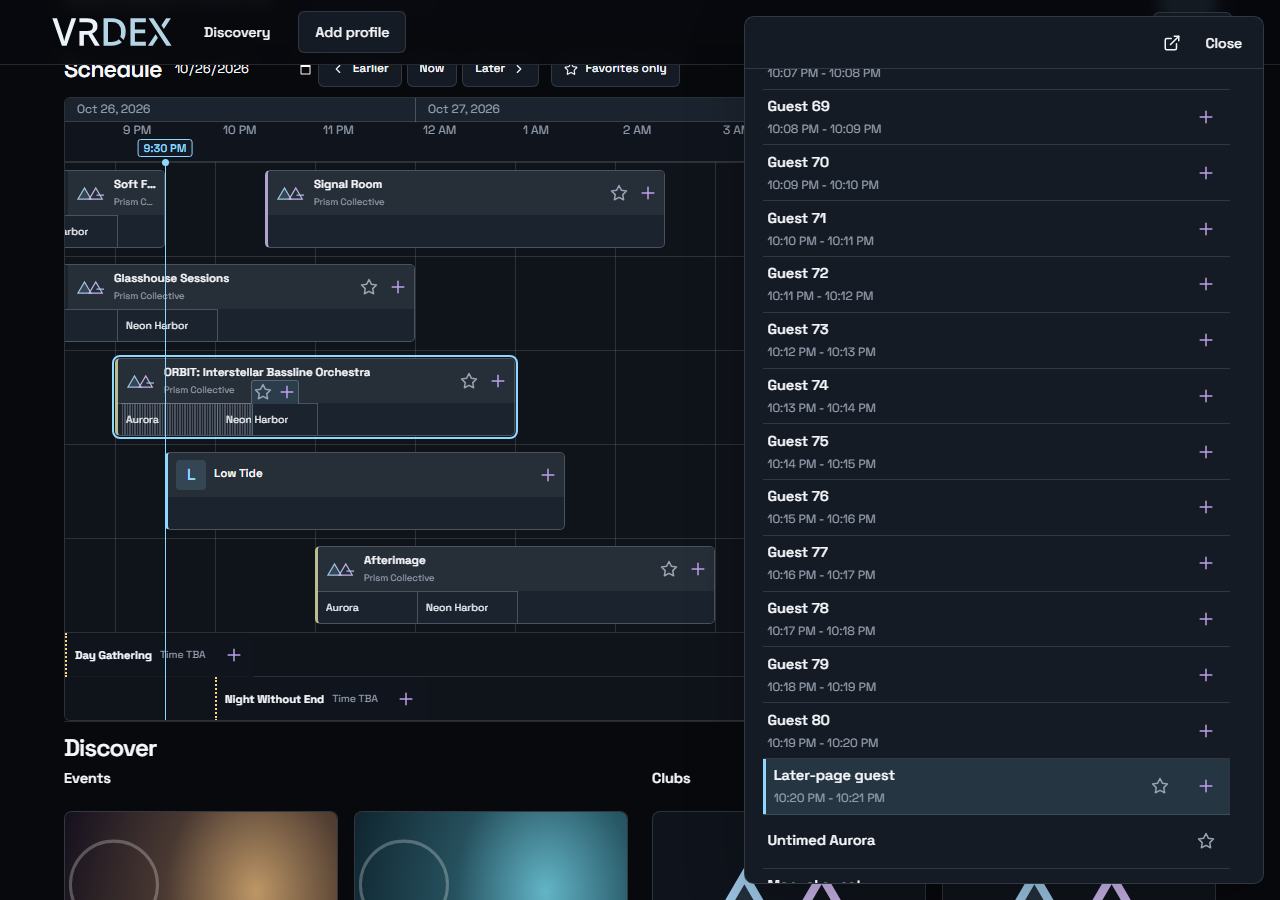 VRDEX
Discovery
Add profile
Schedule
10/26/2026
Earlier
Now
Later
Favorites only
Oct 26, 2026
Oct 27, 2026
9 PM
10 PM
11 PM
12 AM
1 AM
2 AM
9:30 PM
Soft F...
Prism C...
Signal Room
Prism Collective
Glasshouse Sessions
Prism Collective
Neon Harbor
ORBIT: Interstellar Bassline Orchestra
Prism Collective
Aurora
Neon Harbor
L
Low Tide
Afterimage
Prism Collective
Aurora
Neon Harbor
Day Gathering
Time TBA
Night Without End
Time TBA
Discover
Events
Clubs
Close
10:07 PM - 10:08 PM
Guest 69
10:08 PM - 10:09 PM
Guest 70
10:09 PM - 10:10 PM
Guest 71
10:10 PM - 10:11 PM
Guest 72
10:11 PM - 10:12 PM
Guest 73
10:12 PM - 10:13 PM
Guest 74
10:13 PM - 10:14 PM
Guest 75
10:14 PM - 10:15 PM
Guest 76
10:15 PM - 10:16 PM
Guest 77
10:16 PM - 10:17 PM
Guest 78
10:17 PM - 10:18 PM
Guest 79
10:18 PM - 10:19 PM
Guest 80
10:19 PM - 10:20 PM
Later-page guest
10:20 PM - 10:21 PM
Untimed Aurora